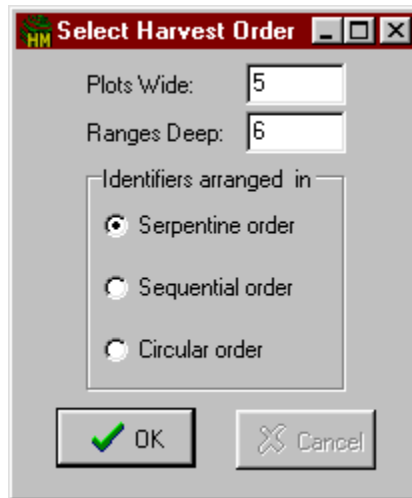 HM Select Harvest Order
Plots Wide: 5
Ranges Deep: 6
Identifiers arranged in
Serpentine order
Sequential order
Circular order
OK Cancel